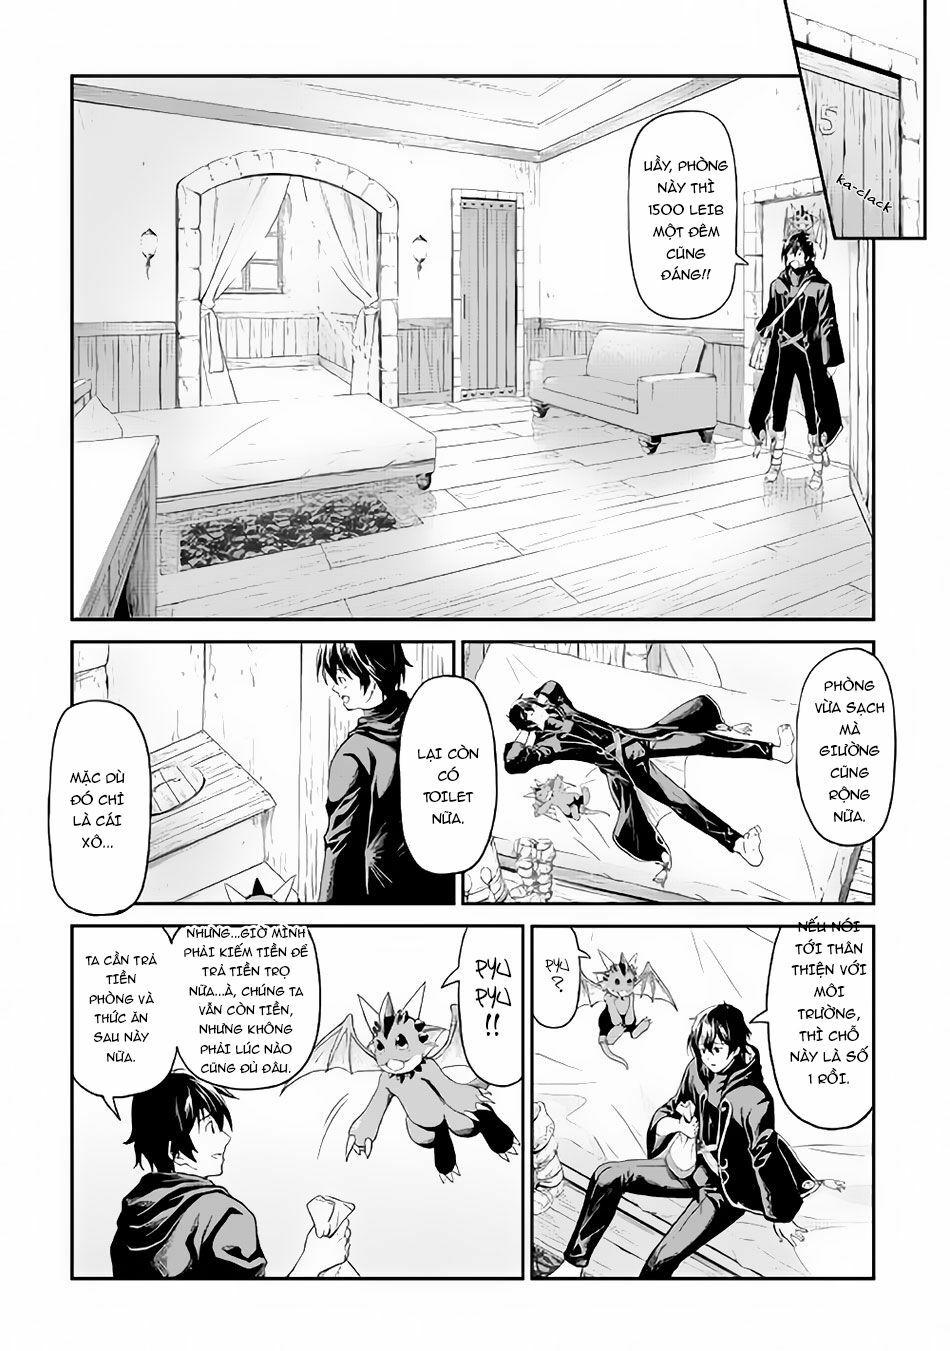 5
ka-clack
UẦY, PHÒNG
NÀY THÌ
1500 LEIB
MỘT ĐÊM
CŨNG
ĐÁNG!!
PHÒNG
VỪA SẠCH
MÀ
GIƯỜNG
CŨNG
RỘNG
NỮA.
LẠI CÒN
CÓ
TOILET
NỮA.
MẶC DÙ
ĐÓ CHỈ
LÀ CÁI
XÔ...
NẾU NÓI
TỚI THÂN
THIỆN VỚI
MÔI
TRƯỜNG,
THÌ CHỖ
NÀY LÀ SỐ
1 RỒI.
PYU
?
PYU
PYU
!!
NHƯNG...GIỜ MÌNH
PHẢI KIẾM TIỀN ĐỂ
TRẢ TIỀN TRỌ
NỮA...À, CHÚNG TA
VẪN CÒN TIỀN,
NHƯNG KHÔNG
PHẢI LÚC NÀO
CŨNG ĐỦ ĐÂU.
TA CẦN TRẢ
TIỀN
PHÒNG VÀ
THỨC ĂN
SAU NÀY
NỮA.